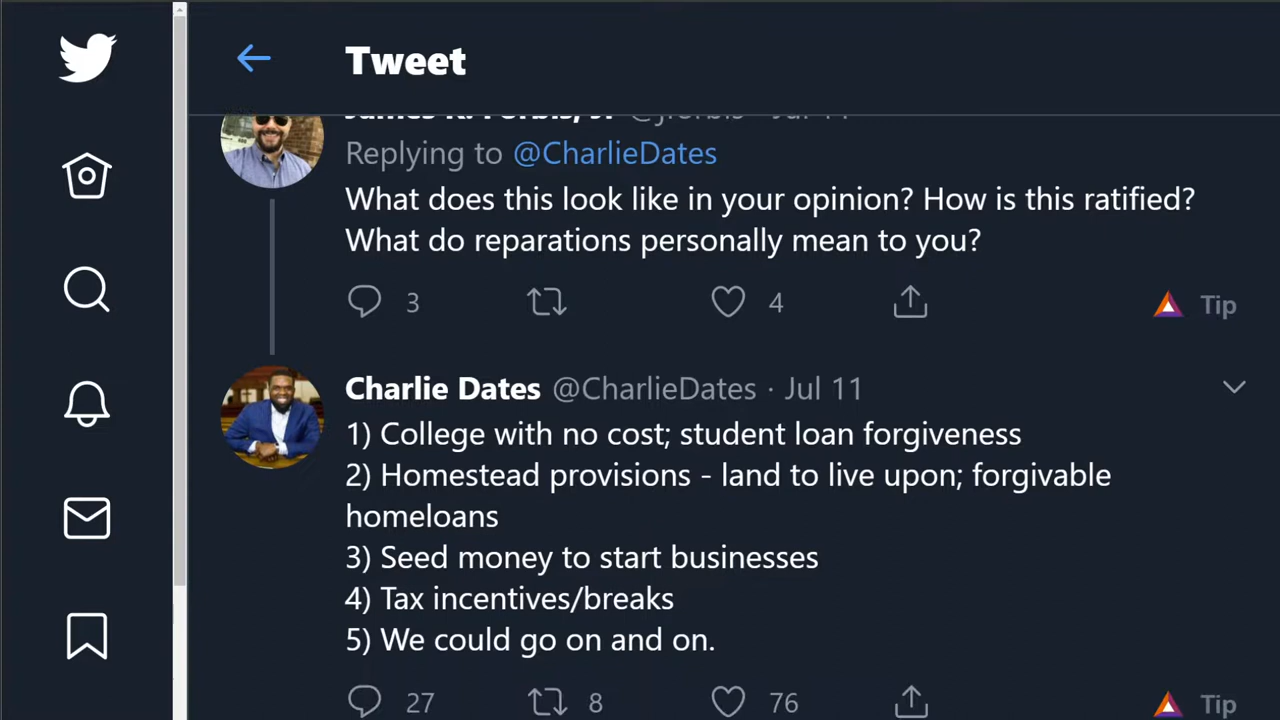 Tweet
Replying to @CharlieDates
What does this look like in your opinion? How is this ratified?
What do reparations personally mean to you?
3 4 Tip
Charlie Dates @CharlieDates · Jul 11
1) College with no cost; student loan forgiveness
2) Homestead provisions - land to live upon; forgivable
homeloans
3) Seed money to start businesses
4) Tax incentives/breaks
5) We could go on and on.
27 8 76 Tip